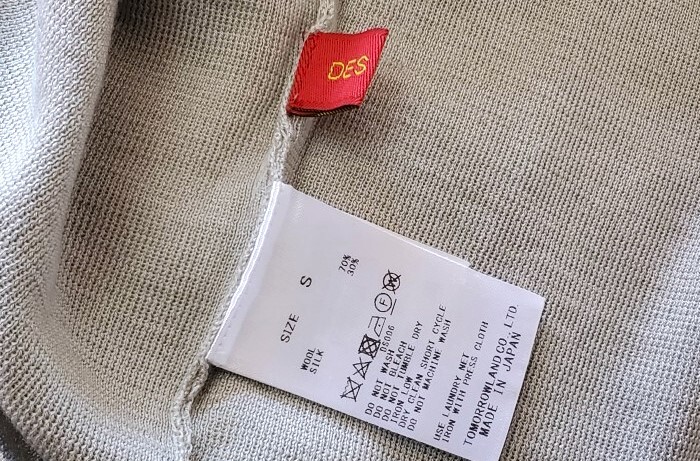 DES
SIZE S
WOOL 70%
SILK 30%
DS006
DO NOT WASH
DO NOT BLEACH
DO NOT TUMBLE DRY
IRON LOW
DRY CLEAN SHORT CYCLE
DO NOT MACHINE WASH
USE LAUNDRY NET
IRON WITH PRESS CLOTH
TOMORROWLAND CO., LTD.
MADE IN JAPAN